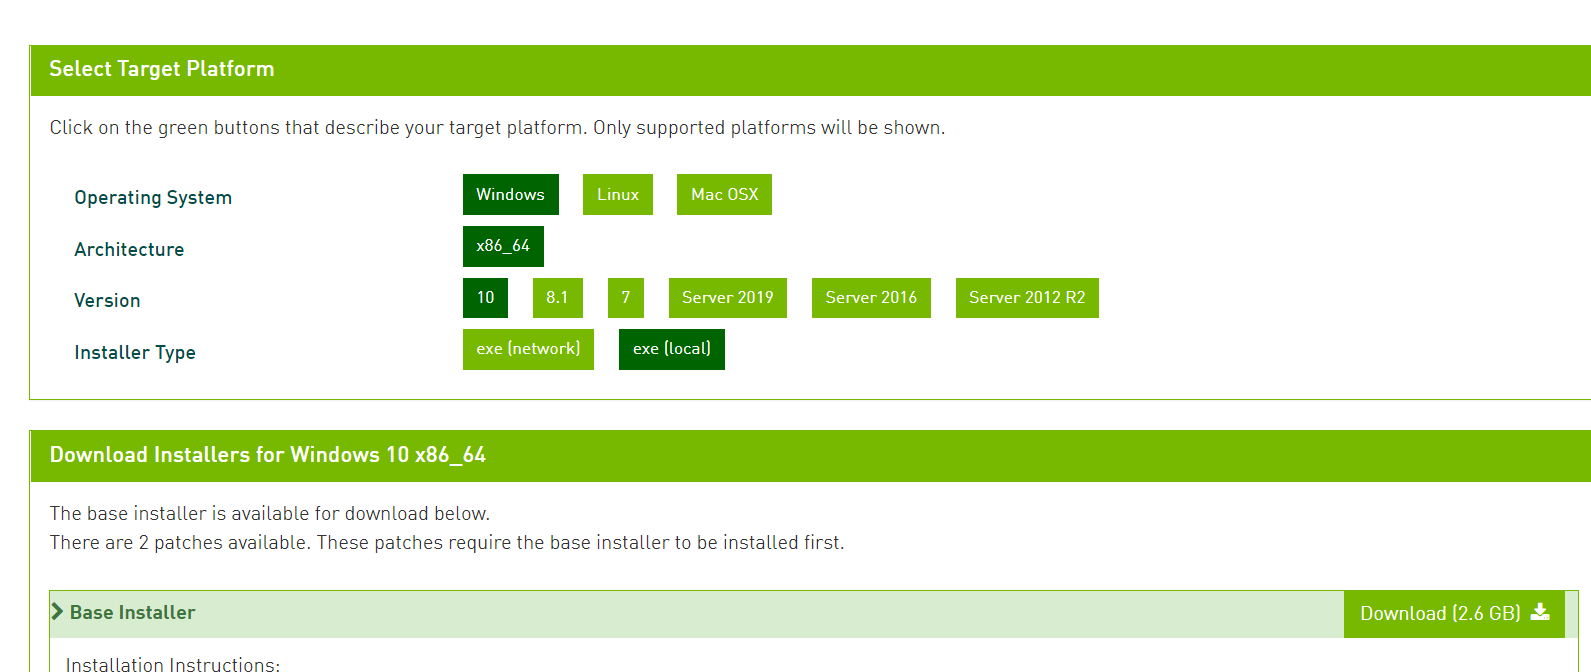 Select Target Platform
Click on the green buttons that describe your target platform. Only supported platforms will be shown.
Operating System Windows Linux Mac OSX
Architecture x86_64
Version 10 8.1 7 Server 2019 Server 2016 Server 2012 R2
Installer Type exe (network) exe (local)
Download Installers for Windows 10 x86_64
The base installer is available for download below.
There are 2 patches available. These patches require the base installer to be installed first.
Base Installer Download (2.6 GB)
Installation Instructions: